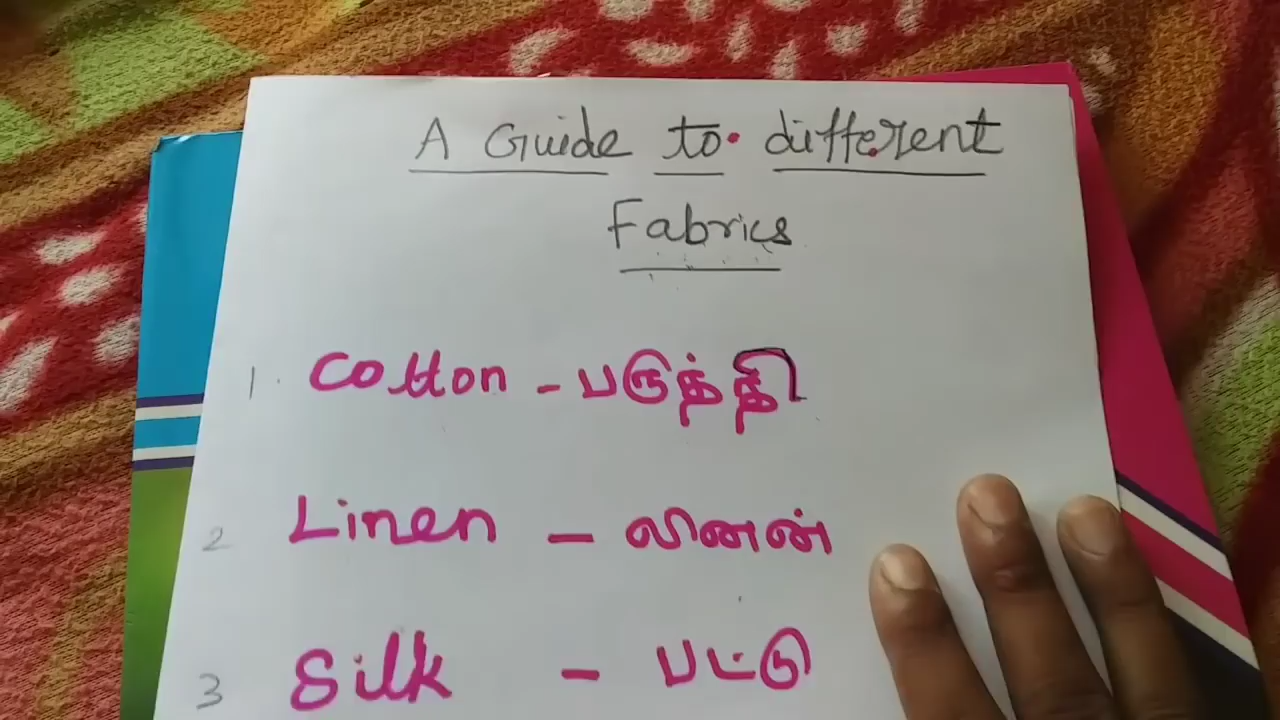 A Guide to different
Fabrics
1. Cotton - பருத்தி
2 Linen - லினன்
3 Silk - பட்டு